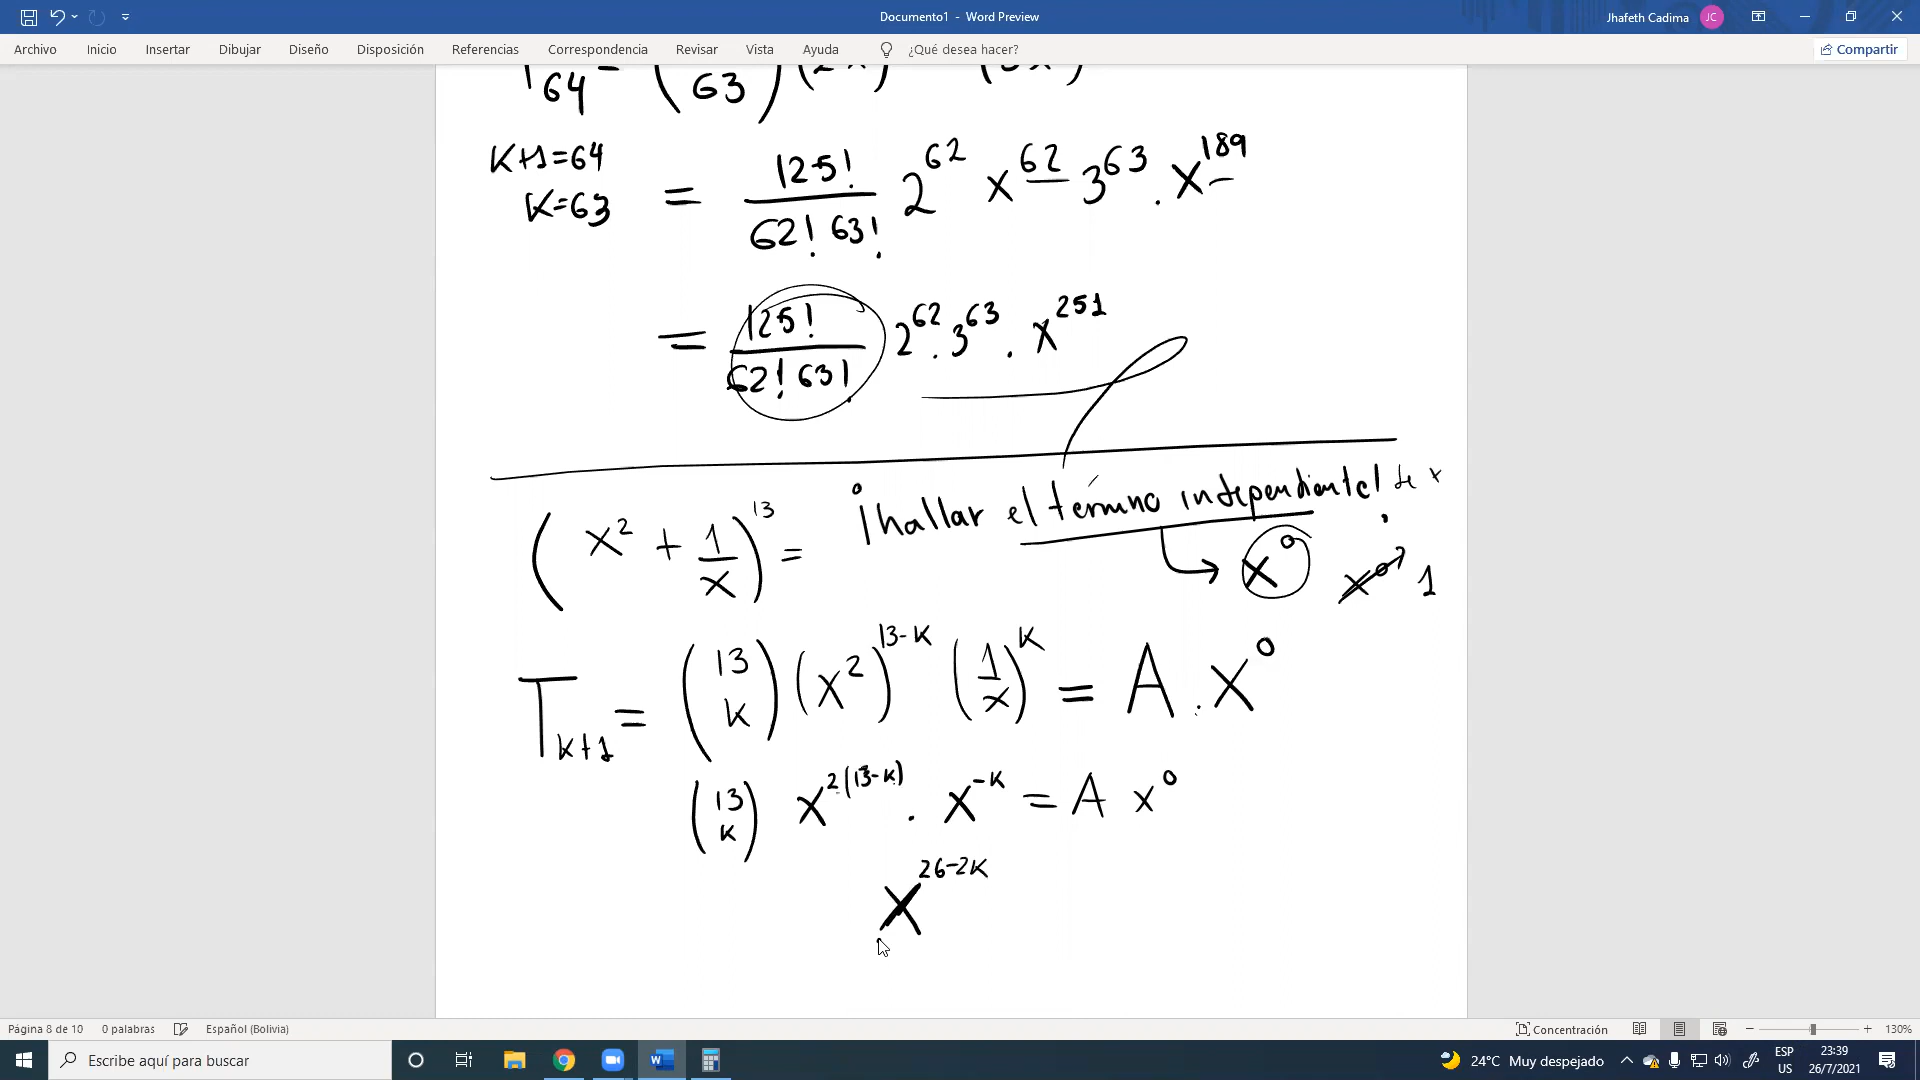 Documento1 - Word Preview
Jhafeth Cadima JC
Archivo Inicio Insertar Dibujar Diseño Disposición Referencias Correspondencia Revisar Vista Ayuda ¿Qué desea hacer? Compartir
T64 = ( 63)
K+1=64
K=63
= 125!/62! 63! 2^62 x^62 3^63 . x^189
= 125!/62! 63! 2^62 . 3^63 . x^251
(x^2 + 1/x)^13 = ¡hallar el término independiente! de x
→ x^0 x^0 1
T_k+1 = (13 k) (x^2)^13-K (1/x)^K = A . x^0
(13 k) x^2(13-K) . x^-K = A x^0
x^26-2K
Página 8 de 10 0 palabras Español (Bolivia) Concentración 130%
Escribe aquí para buscar
24°C Muy despejado ESP US 23:39 26/7/2021